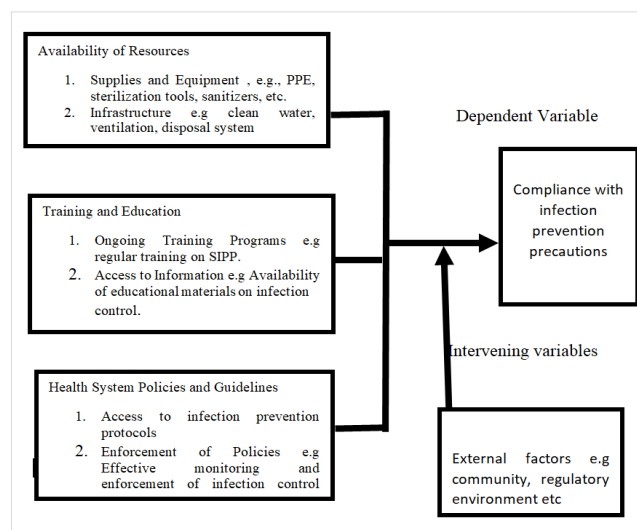 Availability of Resources
1. Supplies and Equipment , e.g., PPE,
sterilization tools, sanitizers, etc.
2. Infrastructure e.g clean water,
ventilation, disposal system
Training and Education
1. Ongoing Training Programs e.g
regular training on SIPP.
2. Access to Information e.g Availability
of educational materials on infection
control.
Health System Policies and Guidelines
1. Access to infection prevention
protocols
2. Enforcement of Policies e.g
Effective monitoring and
enforcement of infection control
Dependent Variable
Compliance with
infection
prevention
precautions
Intervening variables
External factors e.g
community, regulatory
environment etc